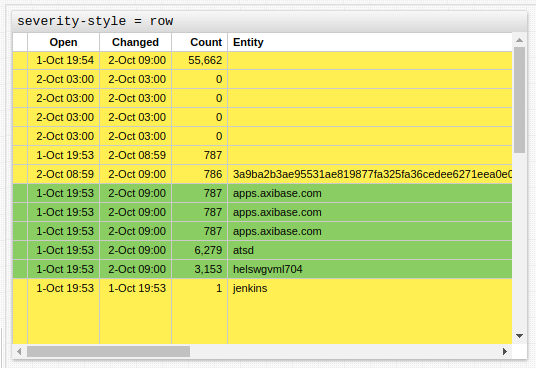 severity-style = row
Open Changed Count Entity
1-Oct 19:54 2-Oct 09:00 55,662
2-Oct 03:00 2-Oct 03:00 0
2-Oct 03:00 2-Oct 03:00 0
2-Oct 03:00 2-Oct 03:00 0
2-Oct 03:00 2-Oct 03:00 0
1-Oct 19:53 2-Oct 08:59 787
2-Oct 08:59 2-Oct 09:00 786 3a9ba2b3ae95531ae819877fa325fa36cedee6271eea0e0
1-Oct 19:53 2-Oct 09:00 787 apps.axibase.com
1-Oct 19:53 2-Oct 09:00 787 apps.axibase.com
1-Oct 19:53 2-Oct 09:00 787 apps.axibase.com
1-Oct 19:53 2-Oct 09:00 6,279 atsd
1-Oct 19:53 2-Oct 09:00 3,153 helswgvml704
1-Oct 19:53 1-Oct 19:53 1 jenkins